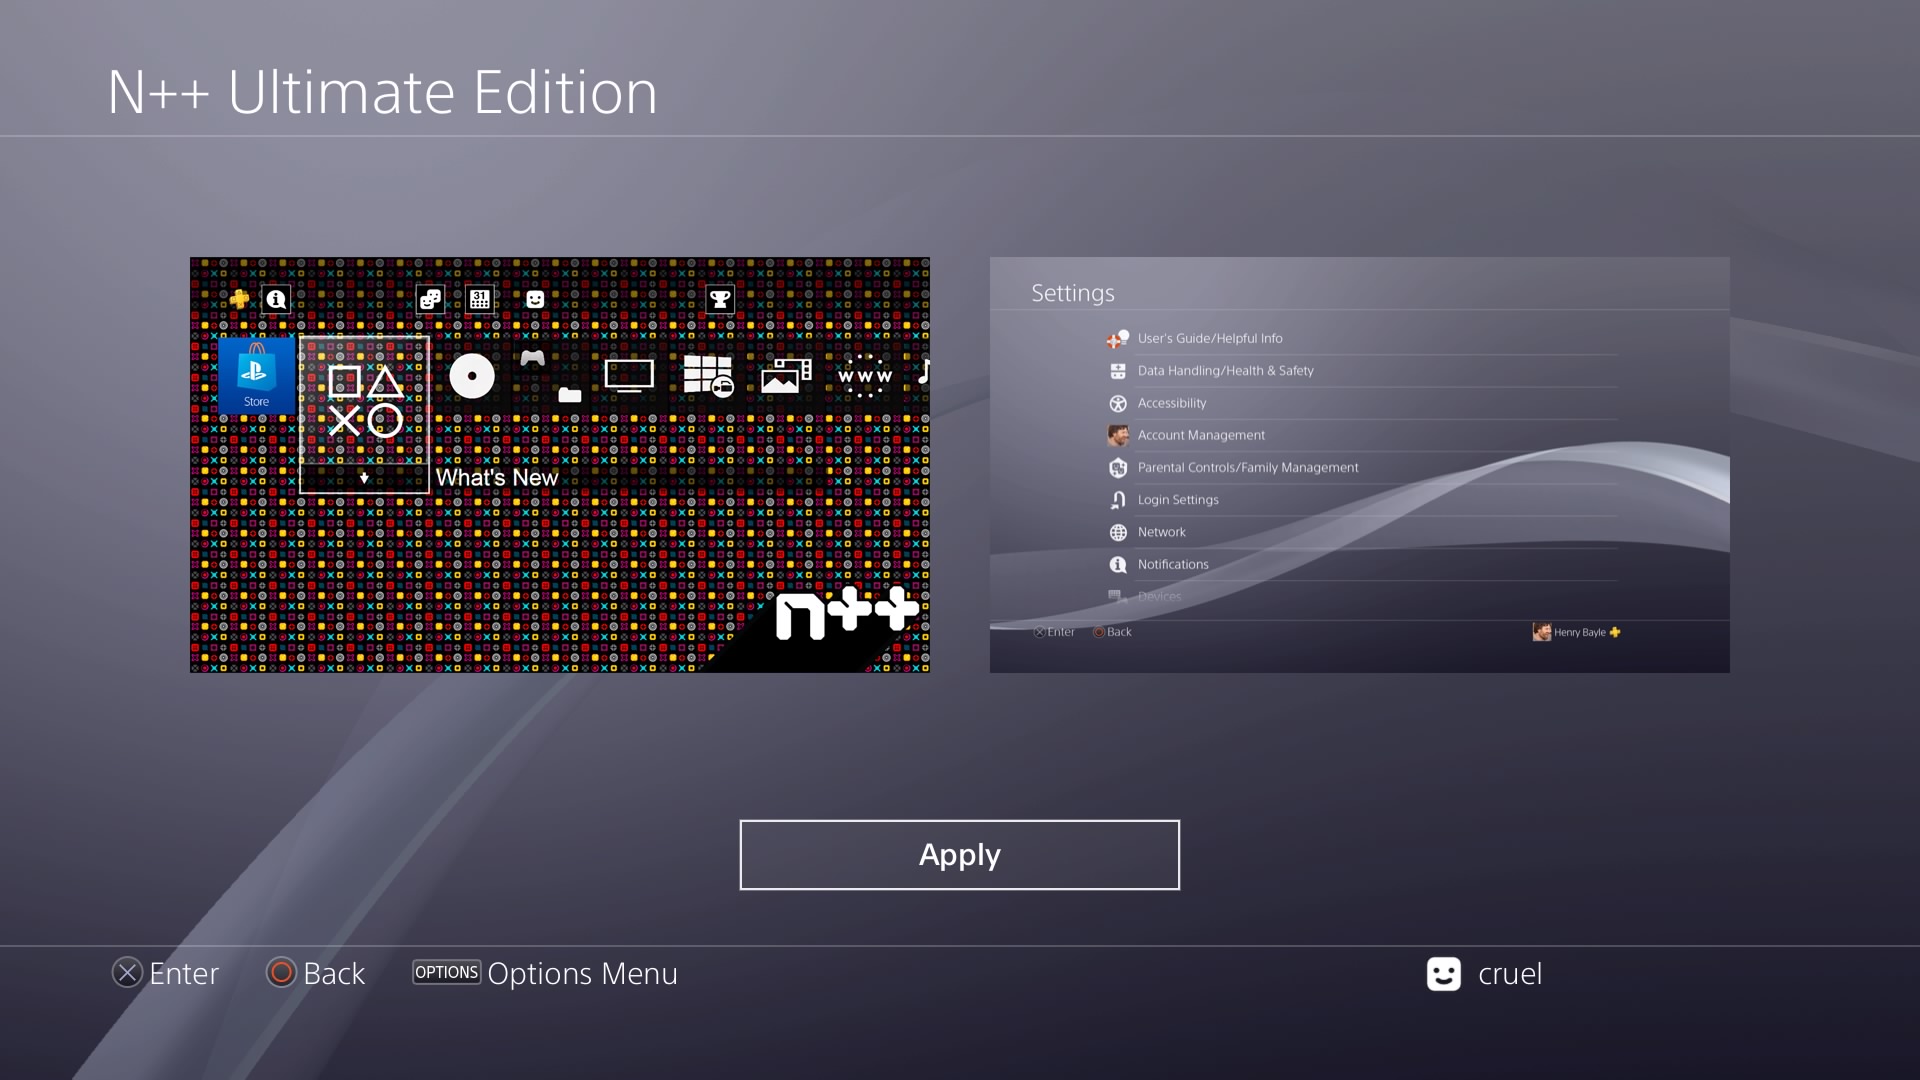 N++ Ultimate Edition
31
Store
www
What's New
n++
Settings
User's Guide/Helpful Info
Data Handling/Health & Safety
Accessibility
Account Management
Parental Controls/Family Management
Login Settings
Network
Notifications
Devices
Enter Back Henry Bayle
Apply
Enter Back OPTIONS Options Menu cruel